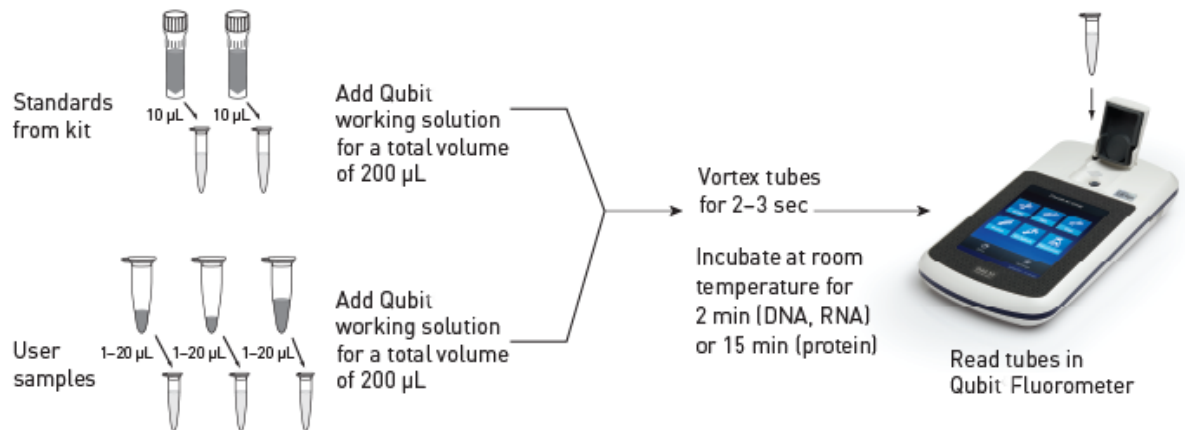 Standards
from kit
10 µL
10 µL
Add Qubit
working solution
for a total volume
of 200 µL
User
samples
1–20 µL
1–20 µL
1–20 µL
Add Qubit
working solution
for a total volume
of 200 µL
Vortex tubes
for 2–3 sec
Incubate at room
temperature for
2 min (DNA, RNA)
or 15 min (protein)
Read tubes in
Qubit Fluorometer